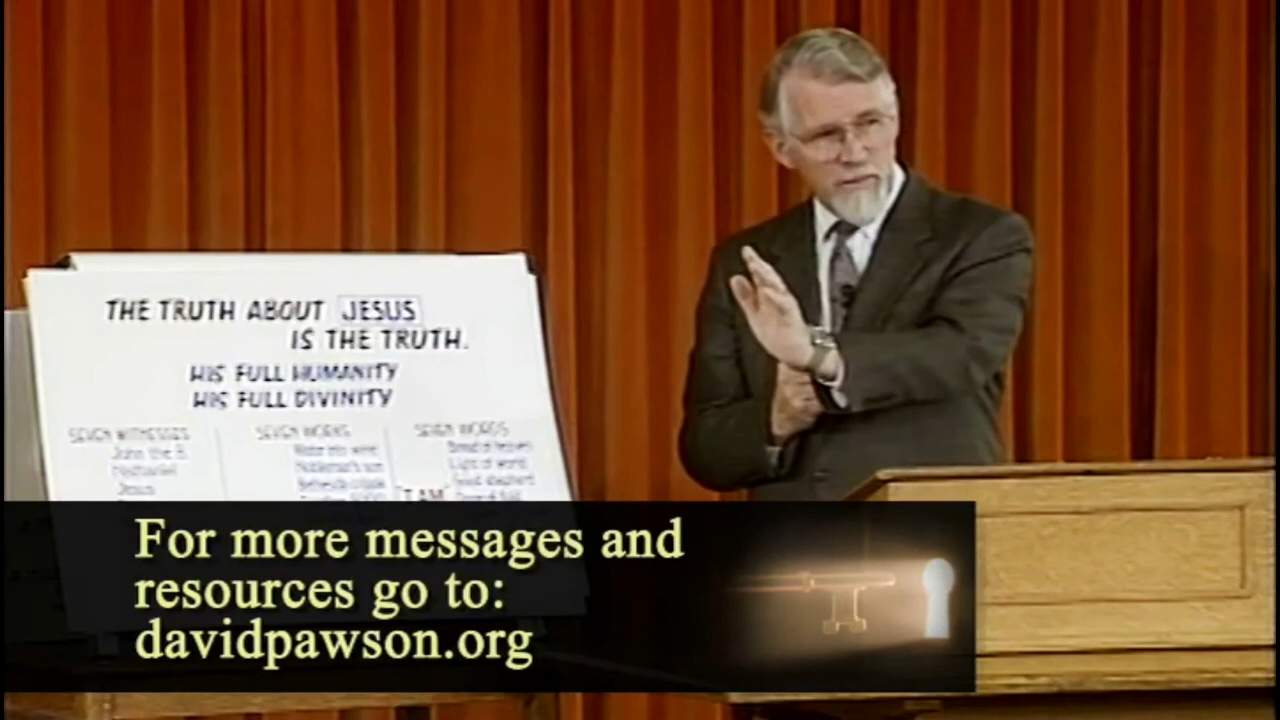 THE TRUTH ABOUT JESUS
IS THE TRUTH.
HIS FULL HUMANITY
HIS FULL DIVINITY
SEVEN WITNESSES
John the B.
Nathaniel
Jesus
SEVEN WORKS
Water into wine
Nobleman's son
SEVEN WORDS
Bread of heaven
Light of world
Good shepherd
"I AM"
For more messages and
resources go to:
davidpawson.org